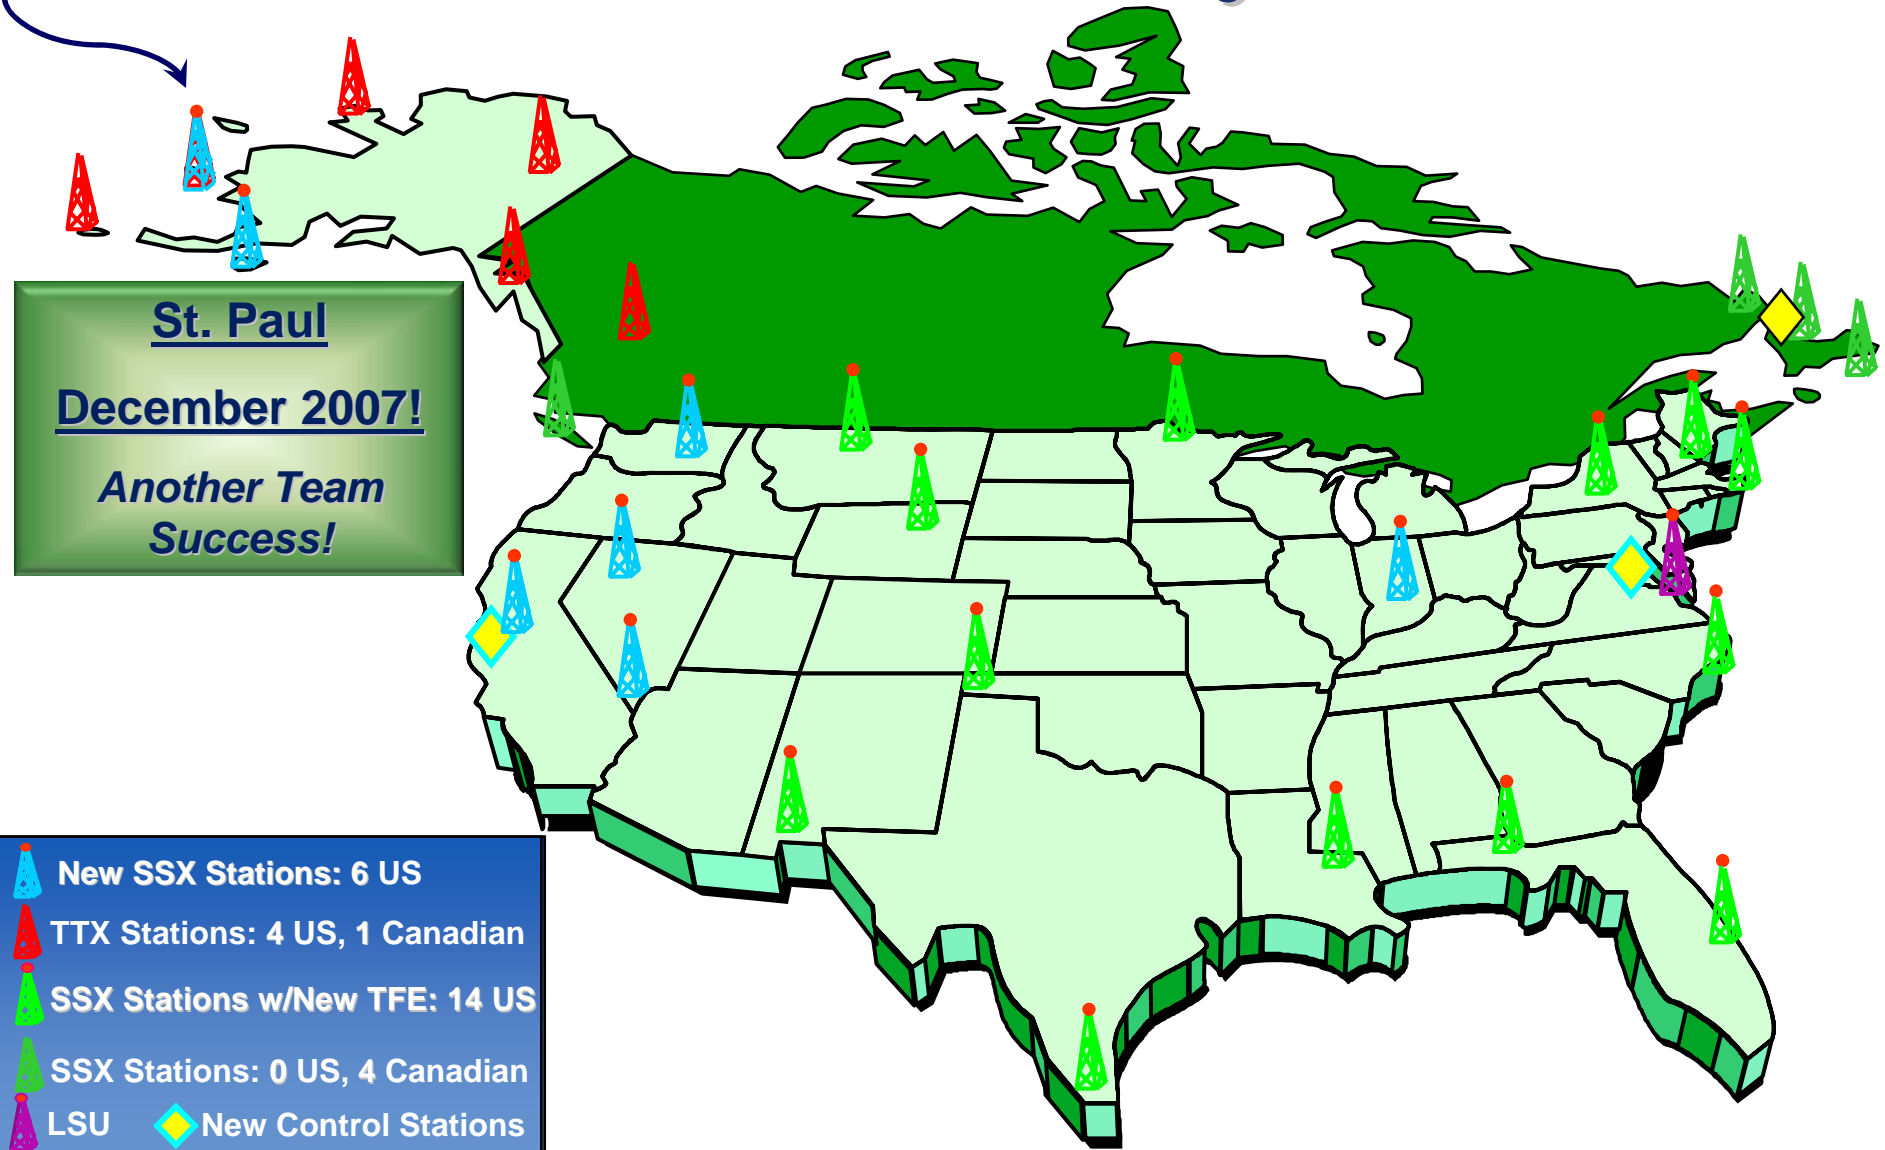 St. Paul
December 2007!
Another Team
Success!
New SSX Stations: 6 US
TTX Stations: 4 US, 1 Canadian
SSX Stations w/New TFE: 14 US
SSX Stations: 0 US, 4 Canadian
LSU New Control Stations